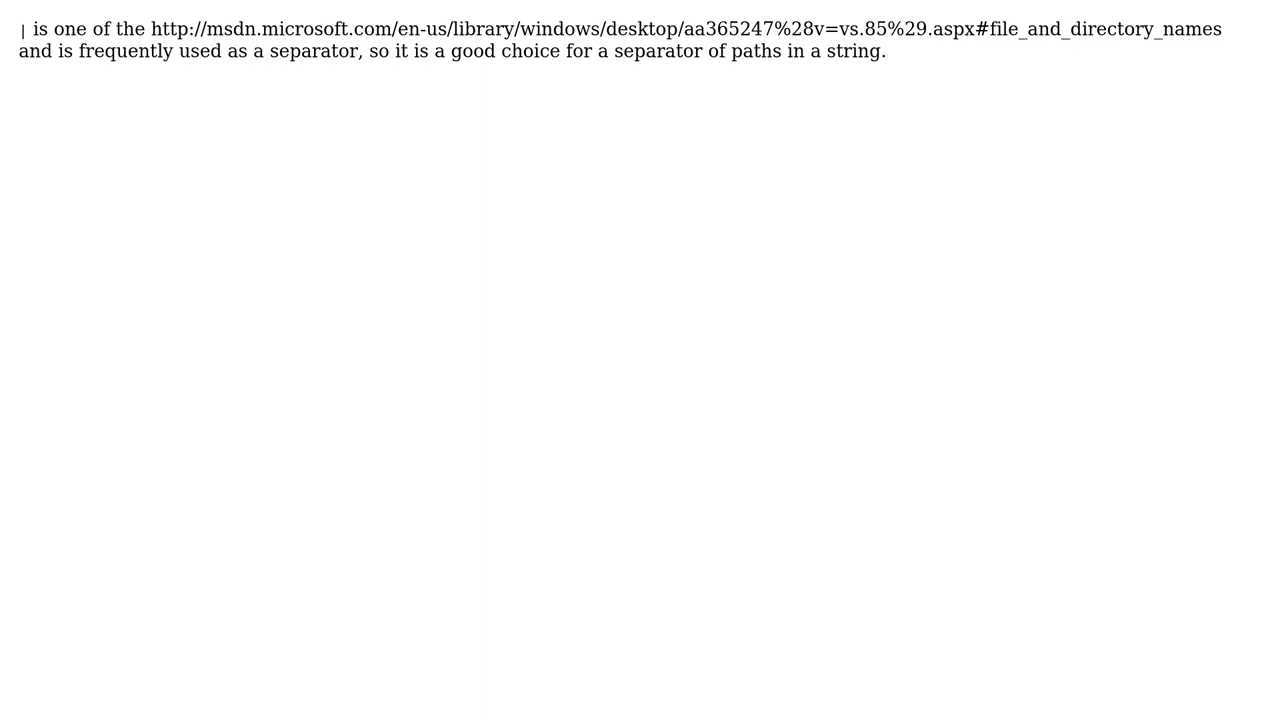 | is one of the http://msdn.microsoft.com/en-us/library/windows/desktop/aa365247%28v=vs.85%29.aspx#file_and_directory_names
and is frequently used as a separator, so it is a good choice for a separator of paths in a string.